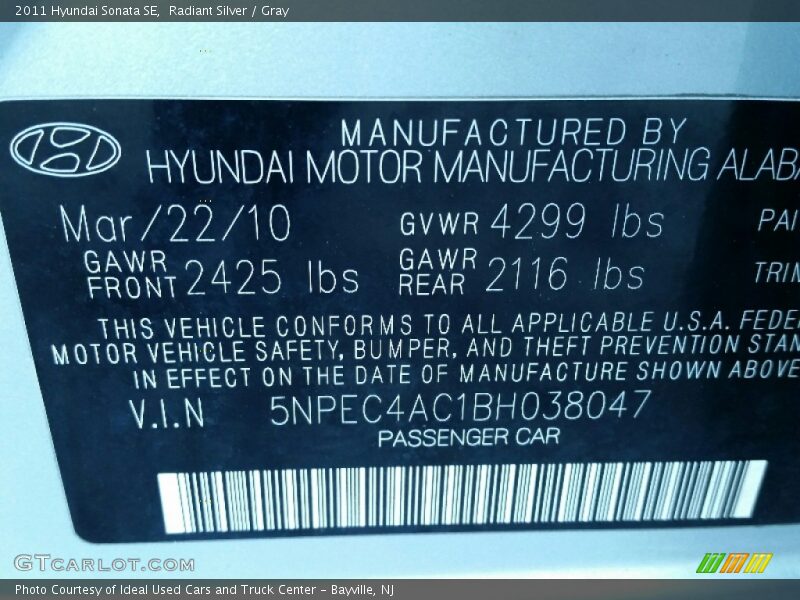 2011 Hyundai Sonata SE, Radiant Silver / Gray
MANUFACTURED BY
HYUNDAI MOTOR MANUFACTURING ALAB
Mar/22/10 GVWR 4299 lbs PAI
GAWR FRONT 2425 lbs GAWR REAR 2116 lbs TRIM
THIS VEHICLE CONFORMS TO ALL APPLICABLE U.S.A. FEDE
MOTOR VEHICLE SAFETY, BUMPER, AND THEFT PREVENTION STAN
IN EFFECT ON THE DATE OF MANUFACTURE SHOWN ABOVE
V.I.N 5NPEC4AC1BH038047
PASSENGER CAR
GTCarLot.com
Photo Courtesy of Ideal Used Cars and Truck Center - Bayville, NJ